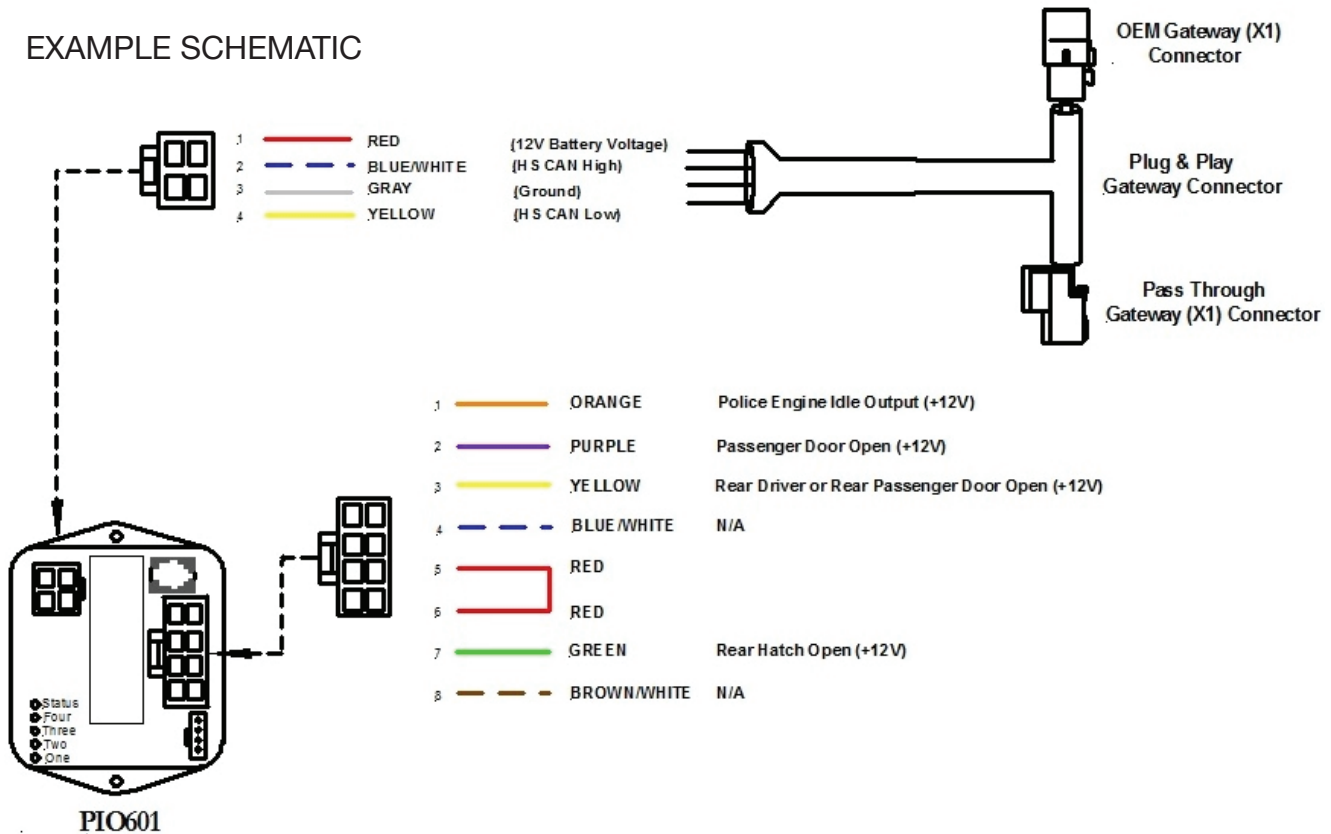 EXAMPLE SCHEMATIC
OEM Gateway (X1)
Connector
1 RED (12V Battery Voltage)
2 BLUE/WHITE (HS CAN High)
3 GRAY (Ground)
4 YELLOW (HS CAN Low)
Plug & Play
Gateway Connector
Pass Through
Gateway (X1) Connector
1 ORANGE Police Engine Idle Output (+12V)
2 PURPLE Passenger Door Open (+12V)
3 YELLOW Rear Driver or Rear Passenger Door Open (+12V)
4 BLUE/WHITE N/A
5 RED
6 RED
7 GREEN Rear Hatch Open (+12V)
8 BROWN/WHITE N/A
Status
Four
Three
Two
One
PIO601